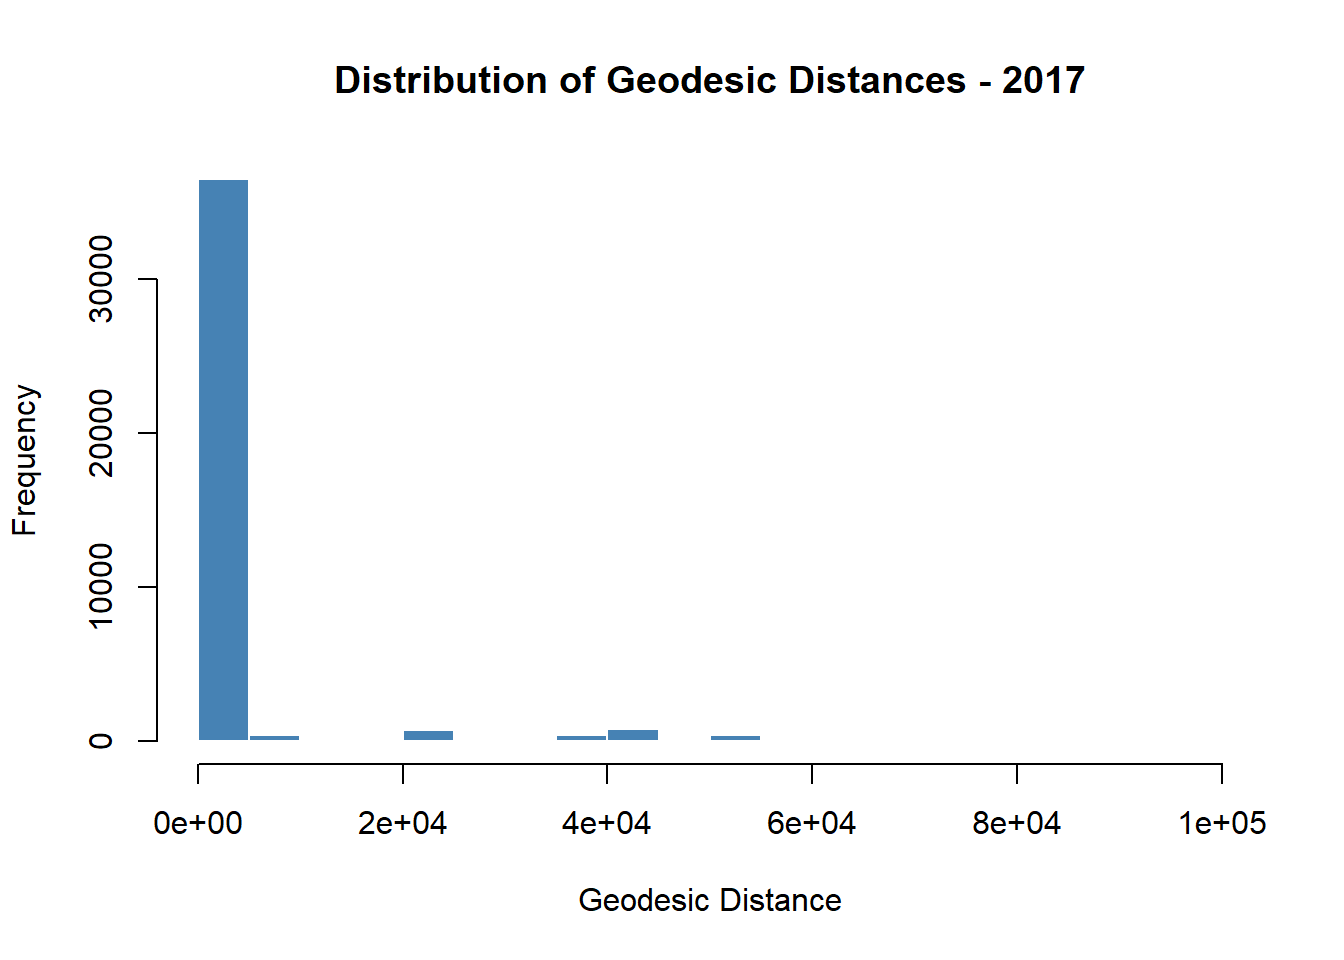 Distribution of Geodesic Distances - 2017
Frequency
30000
20000
10000
0
0e+00 2e+04 4e+04 6e+04 8e+04 1e+05
Geodesic Distance